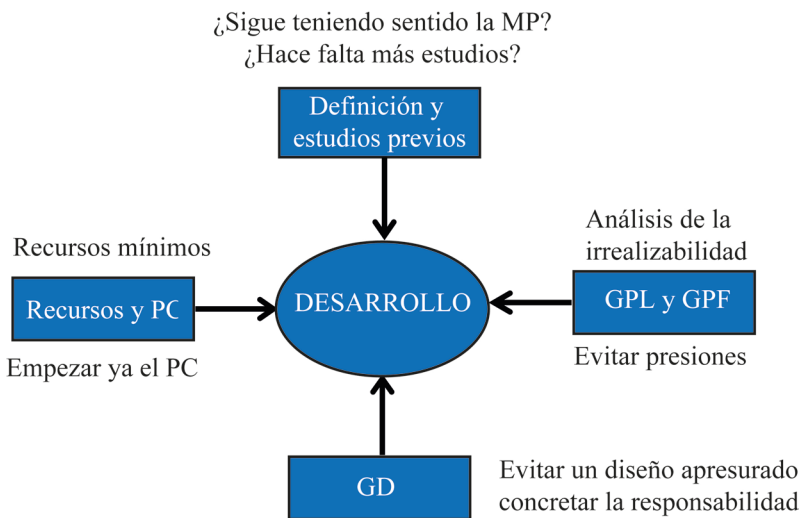 ¿Sigue teniendo sentido la MP?
¿Hace falta más estudios?
Definición y
estudios previos
Recursos mínimos
Recursos y PC
Empezar ya el PC
DESARROLLO
Análisis de la
irrealizabilidad
GPL y GPF
Evitar presiones
GD
Evitar un diseño apresurado
concretar la responsabilidad